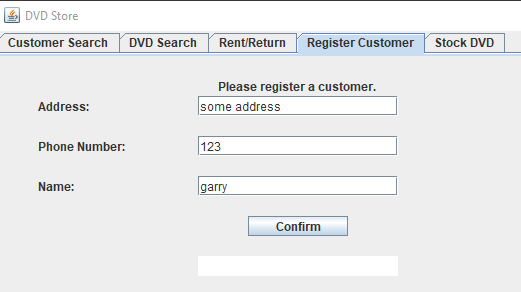 DVD Store
Customer Search DVD Search Rent/Return Register Customer Stock DVD
Please register a customer.
Address: some address
Phone Number: 123
Name: garry
Confirm